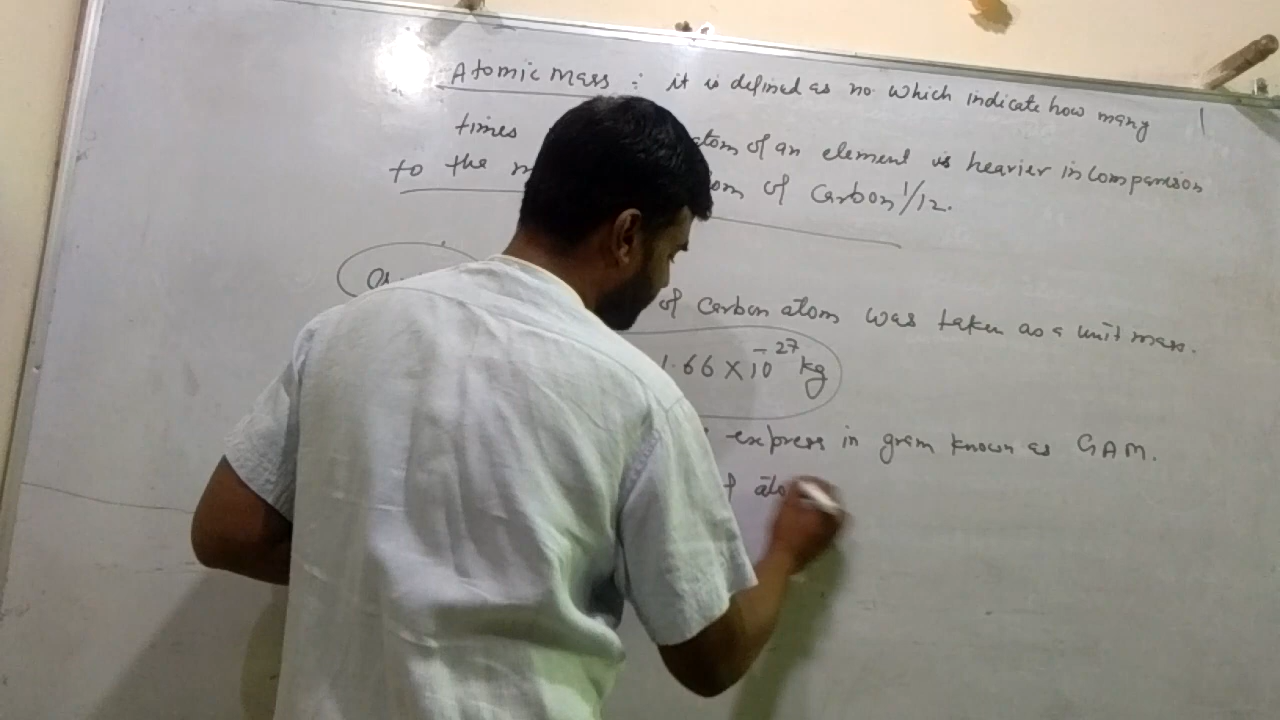 Atomic Mass : it is defined as no which indicate how many
times atom of an element is heavier in comparison
to the of Carbon 1/12.
of carbon atom was taken as a unit mass.
1.66 X 10⁻²⁷ kg
express in gram known as GAM.